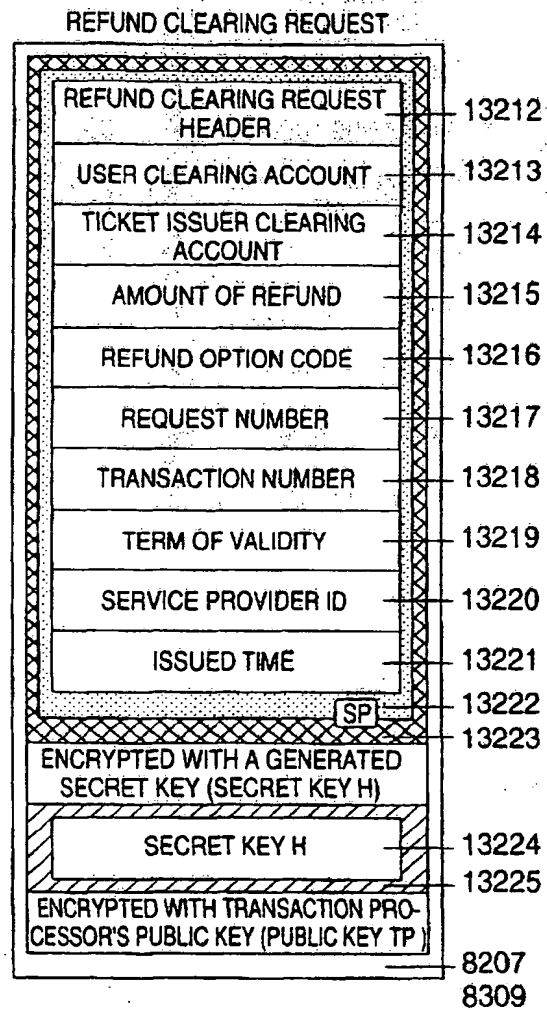 REFUND CLEARING REQUEST
REFUND CLEARING REQUEST
HEADER
13212
USER CLEARING ACCOUNT
13213
TICKET ISSUER CLEARING
ACCOUNT
13214
AMOUNT OF REFUND
13215
REFUND OPTION CODE
13216
REQUEST NUMBER
13217
TRANSACTION NUMBER
13218
TERM OF VALIDITY
13219
SERVICE PROVIDER ID
13220
ISSUED TIME
13221
SP
13222
13223
ENCRYPTED WITH A GENERATED
SECRET KEY (SECRET KEY H)
SECRET KEY H
13224
13225
ENCRYPTED WITH TRANSACTION PRO-
CESSOR'S PUBLIC KEY (PUBLIC KEY TP)
8207
8309